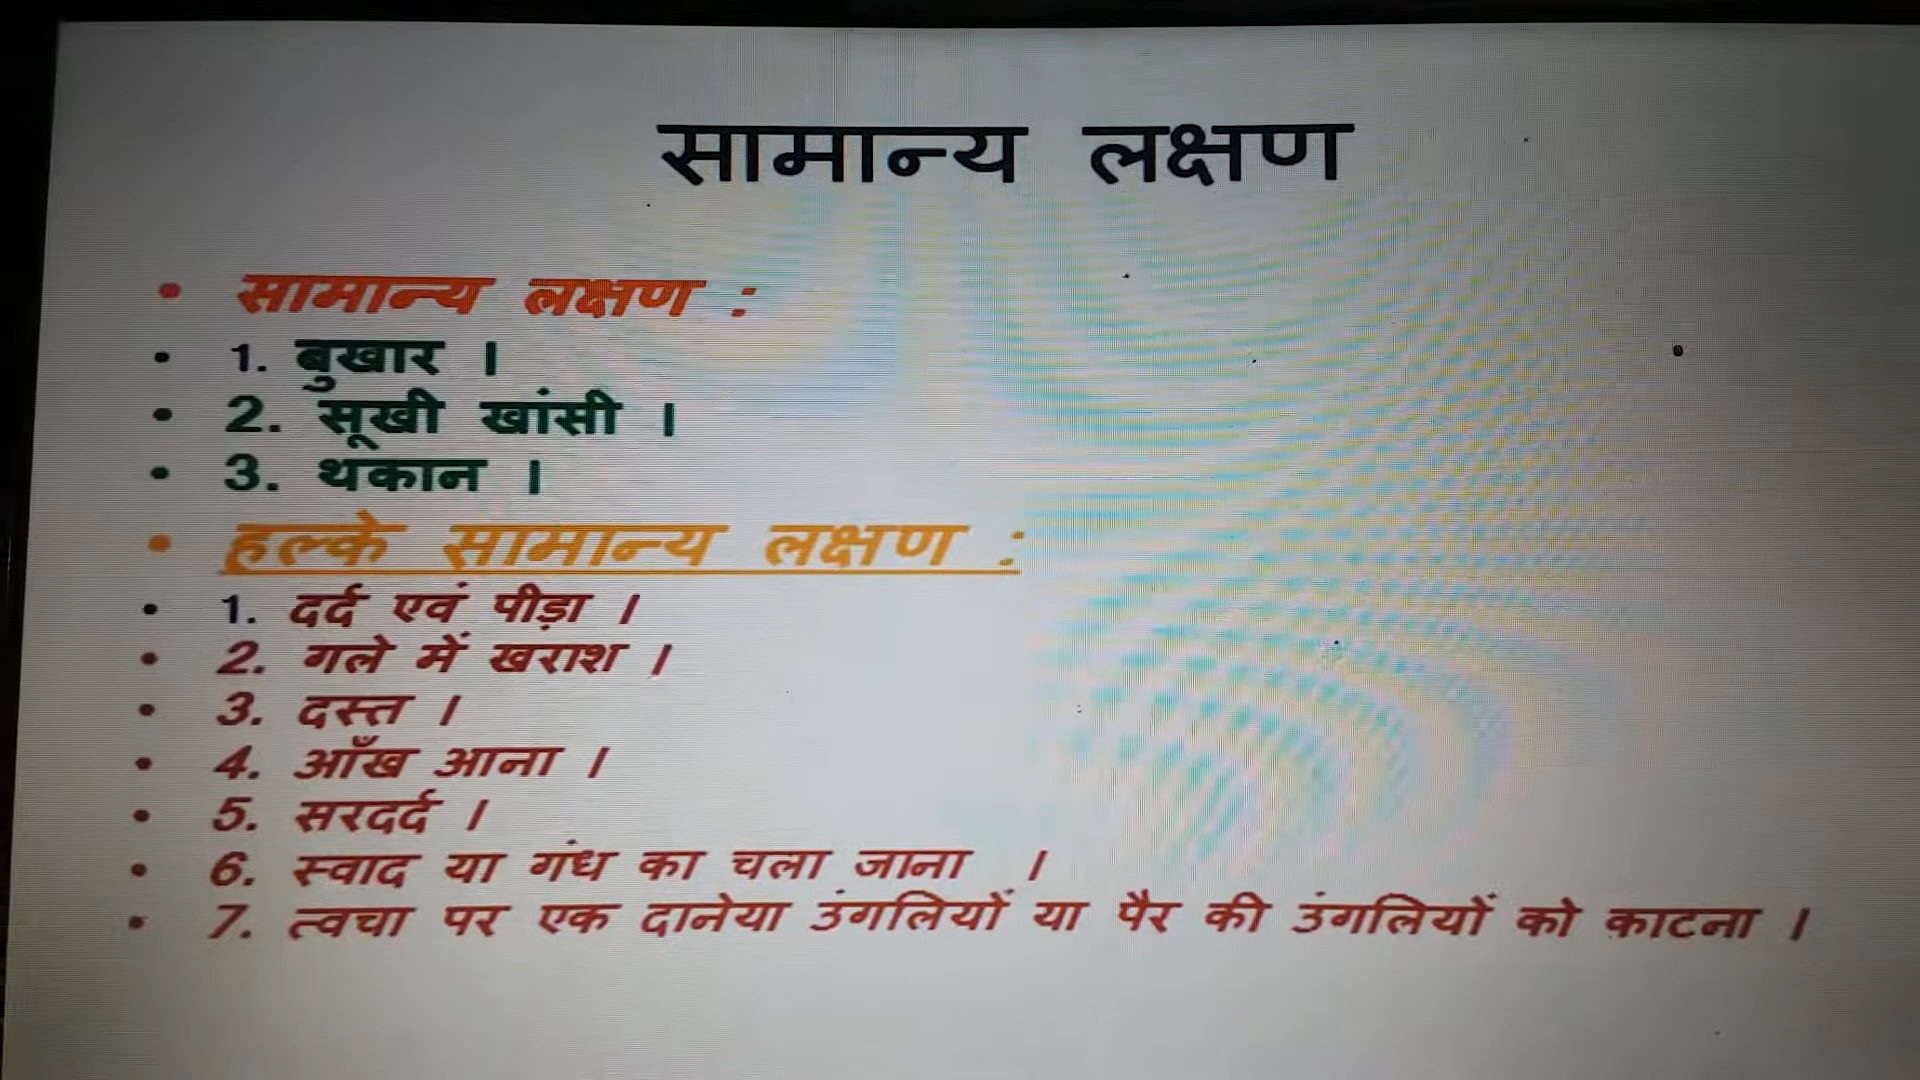 सामान्य लक्षण
• सामान्य लक्षण :
• 1. बुखार ।
• 2. सूखी खांसी ।
• 3. थकान ।
• हल्के सामान्य लक्षण :
• 1. दर्द एवं पीड़ा ।
• 2. गले में खराश ।
• 3. दस्त ।
• 4. आँख आना ।
• 5. सरदर्द ।
• 6. स्वाद या गंध का चला जाना ।
• 7. त्वचा पर एक दानेया उंगलियों या पैर की उंगलियों को काटना ।